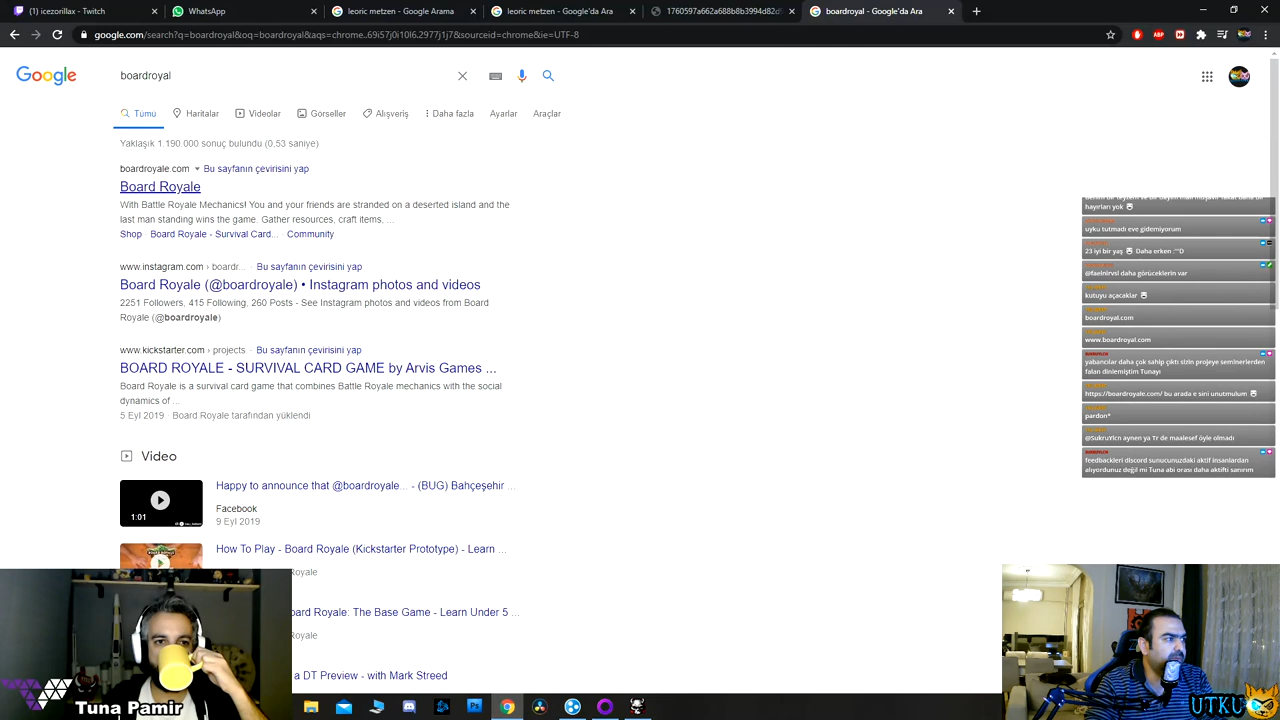 (1) icezorillan - Twitch
WhatsApp
leoric metzen - Google Arama
leoric metzen - Google'da Ara
1760597a662a688b8b3994d82d
boardroyal - Google'da Ara
google.com/search?q=boardroyal&oq=boardroyal&aqs=chrome..69i57j0i10l6.2977j1j7&sourceid=chrome&ie=UTF-8
ABP
Google
boardroyal
Tümü
Haritalar
Videolar
Görseller
Alışveriş
Daha fazla
Ayarlar
Araçlar
Yaklaşık 1.190.000 sonuç bulundu (0,53 saniye)
boardroyale.com Bu sayfanın çevirisini yap
Board Royale
With Battle Royale Mechanics! You and your friends are stranded on a deserted island and the
last man standing wins the game. Gather resources, craft items, ...
Shop · Board Royale - Survival Card... · Community
www.instagram.com › boardr... · Bu sayfanın çevirisini yap
Board Royale (@boardroyale) • Instagram photos and videos
2251 Followers, 415 Following, 260 Posts - See Instagram photos and videos from Board
Royale (@boardroyale)
www.kickstarter.com › projects · Bu sayfanın çevirisini yap
BOARD ROYALE - SURVIVAL CARD GAME by Arvis Games ...
Board Royale is a survival card game that combines Battle Royale mechanics with the social
dynamics of ...
5 Eyl 2019 · Board Royale tarafından yüklendi
Video
1:01
Happy to announce that @boardroyale... - (BUG) Bahçeşehir ...
Facebook
9 Eyl 2019
How To Play - Board Royale (Kickstarter Prototype) - Learn ...
Royale
oard Royale: The Base Game - Learn Under 5 ...
Royale
a DT Preview - with Mark Streed
hayırları yok
uyku tutmadı eve gidemiyorum
23 iyi bir yaş Daha erken :'''D
@faelnlrvsl daha görüceklerin var
kutuyu açacaklar
boardroyal.com
www.boardroyal.com
yabancılar daha çok sahip çıktı sizin projeye seminerlerden
falan dinlemiştim Tunayı
https://boardroyale.com/ bu arada e sini unutmulum
pardon*
@SukruYlcn aynen ya Tr de maalesef öyle olmadı
feedbackleri discord sunucunuzdaki aktif insanlardan
alıyordunuz değil mi Tuna abi orası daha aktifti sanırım
Tuna Pamir
UTKU